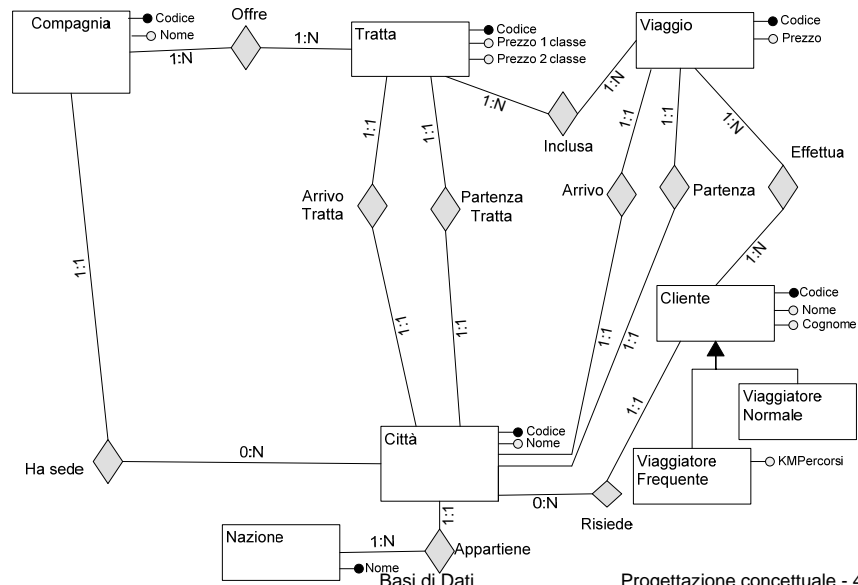 Compagnia
Codice
Nome
Offre
1:N
1:N
Tratta
Codice
Prezzo 1 classe
Prezzo 2 classe
Viaggio
Codice
Prezzo
1:N
1:N
Inclusa
1:1
1:1
1:1
1:1
1:N
Effettua
Arrivo
Tratta
Partenza
Tratta
Arrivo
Partenza
1:1
1:N
Cliente
Codice
Nome
Cognome
1:1
1:1
1:1
1:1
1:1
Viaggiatore
Normale
Città
Codice
Nome
Viaggiatore
Frequente
KMPercorsi
Ha sede
0:N
0:N
Risiede
1:1
Nazione
Nome
1:N
Appartiene
Basi di Dati
Progettazione concettuale - 4